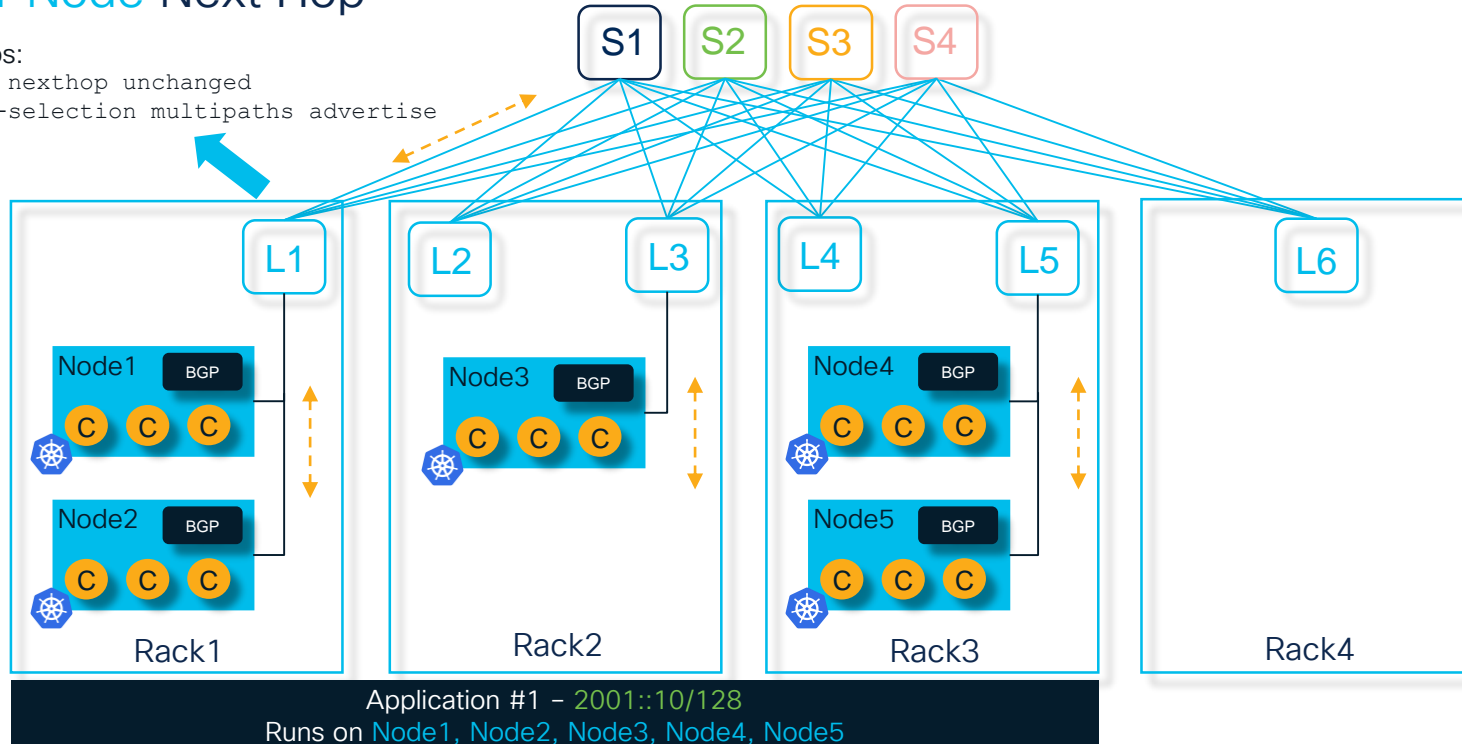 Node Next Hop
nexthop unchanged
-selection multipaths advertise
S1 S2 S3 S4
L1 L2 L3 L4 L5 L6
Node1 BGP
C C C
Node2 BGP
C C C
Rack1
Node3 BGP
C C C
Rack2
Node4 BGP
C C C
Node5 BGP
C C C
Rack3
Rack4
Application #1 – 2001::10/128
Runs on Node1, Node2, Node3, Node4, Node5